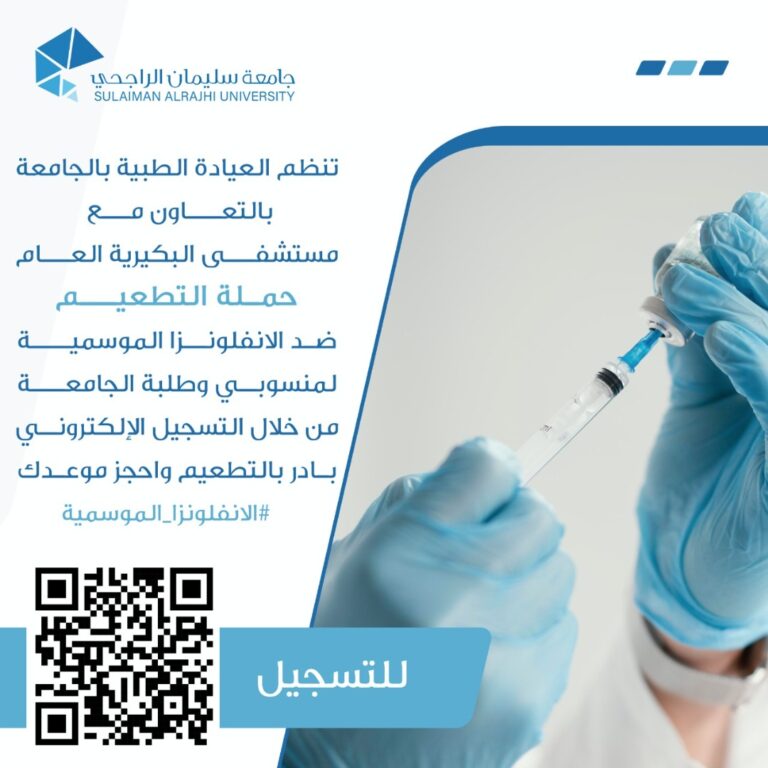 جامعة سليمان الراجحي
SULAIMAN ALRAJHI UNIVERSITY
تنظم العيادة الطبية بالجامعة
بالتعاون مع
مستشفى البكيرية العام
حملة التطعيم
ضد الانفلونزا الموسمية
لمنسوبي وطلبة الجامعة
من خلال التسجيل الإلكتروني
بادر بالتطعيم واحجز موعدك
#الانفلونزا_الموسمية
للتسجيل